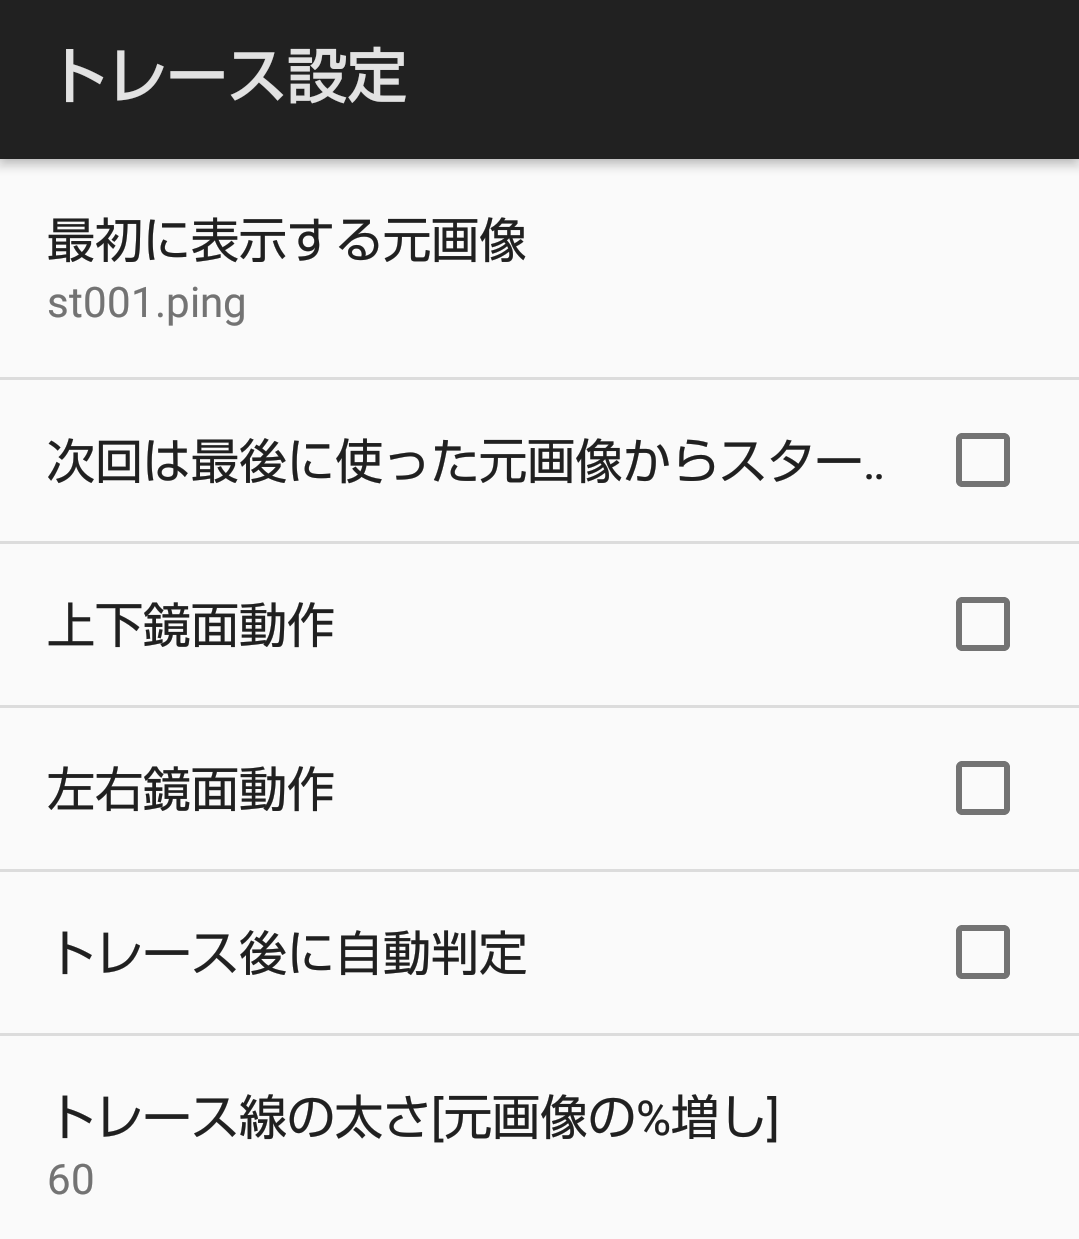 トレース設定
最初に表示する元画像
st001.ping
次回は最後に使った元画像からスター..
上下鏡面動作
左右鏡面動作
トレース後に自動判定
トレース線の太さ[元画像の%増し]
60